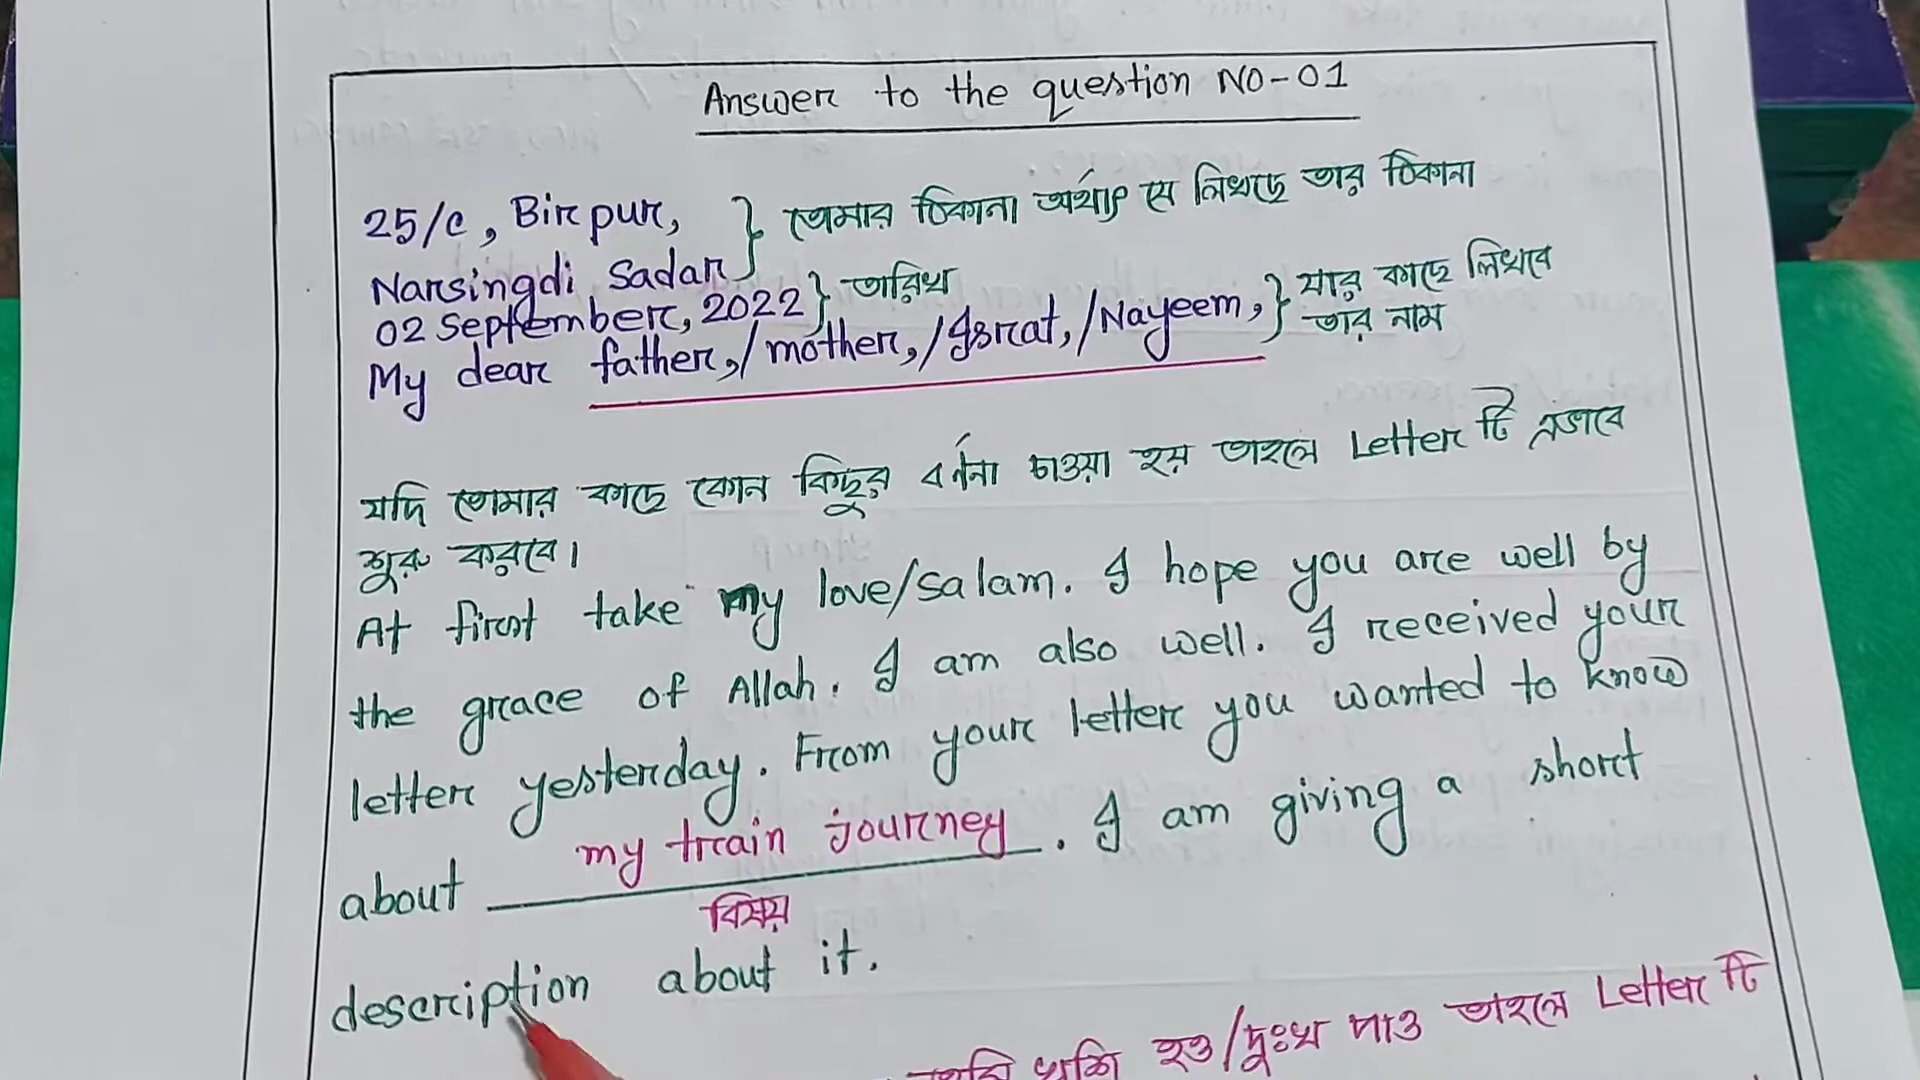 Answer to the question NO-01
25/c, Birpur, } তোমার ঠিকানা অর্থাৎ যে লিখছে তার ঠিকানা
Narsingdi Sadar
02 September, 2022 } তারিখ
My dear father,/mother,/Israt,/Nayeem, } যার কাছে লিখবে তার নাম
যদি তোমার কাছে কোন কিছুর বর্ননা চাওয়া হয় তাহলে Letter টি এভাবে
শুরু করবে।
At first take my love/salam. I hope you are well by
the grace of Allah. I am also well. I received your
letter yesterday. From your letter you wanted to know
about my train journey. I am giving a short
বিষয়
description about it.
খুশি হও/দুঃখ পাও তাহলে Letter টি